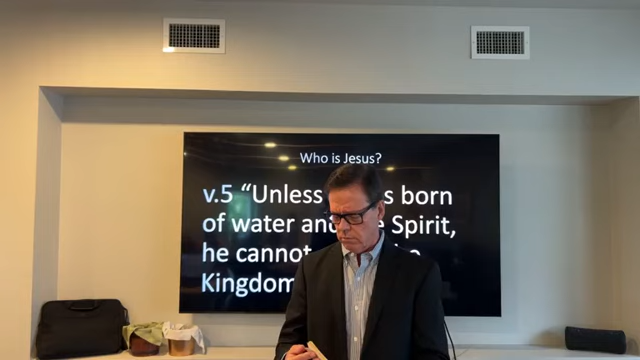 Who is Jesus?
v.5 “Unless s born
of water and e Spirit,
he cannot
Kingdom